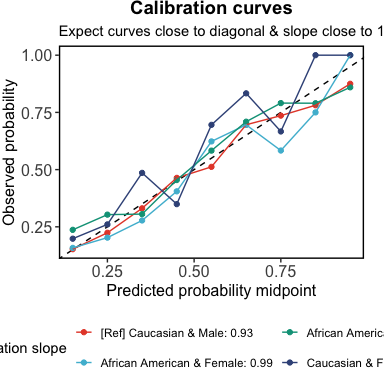 Calibration curves
Expect curves close to diagonal & slope close to 1
Observed probability
1.00
0.75
0.50
0.25
0.25 0.50 0.75
Predicted probability midpoint
ation slope
[Ref] Caucasian & Male: 0.93
African America
African American & Female: 0.99
Caucasian & F